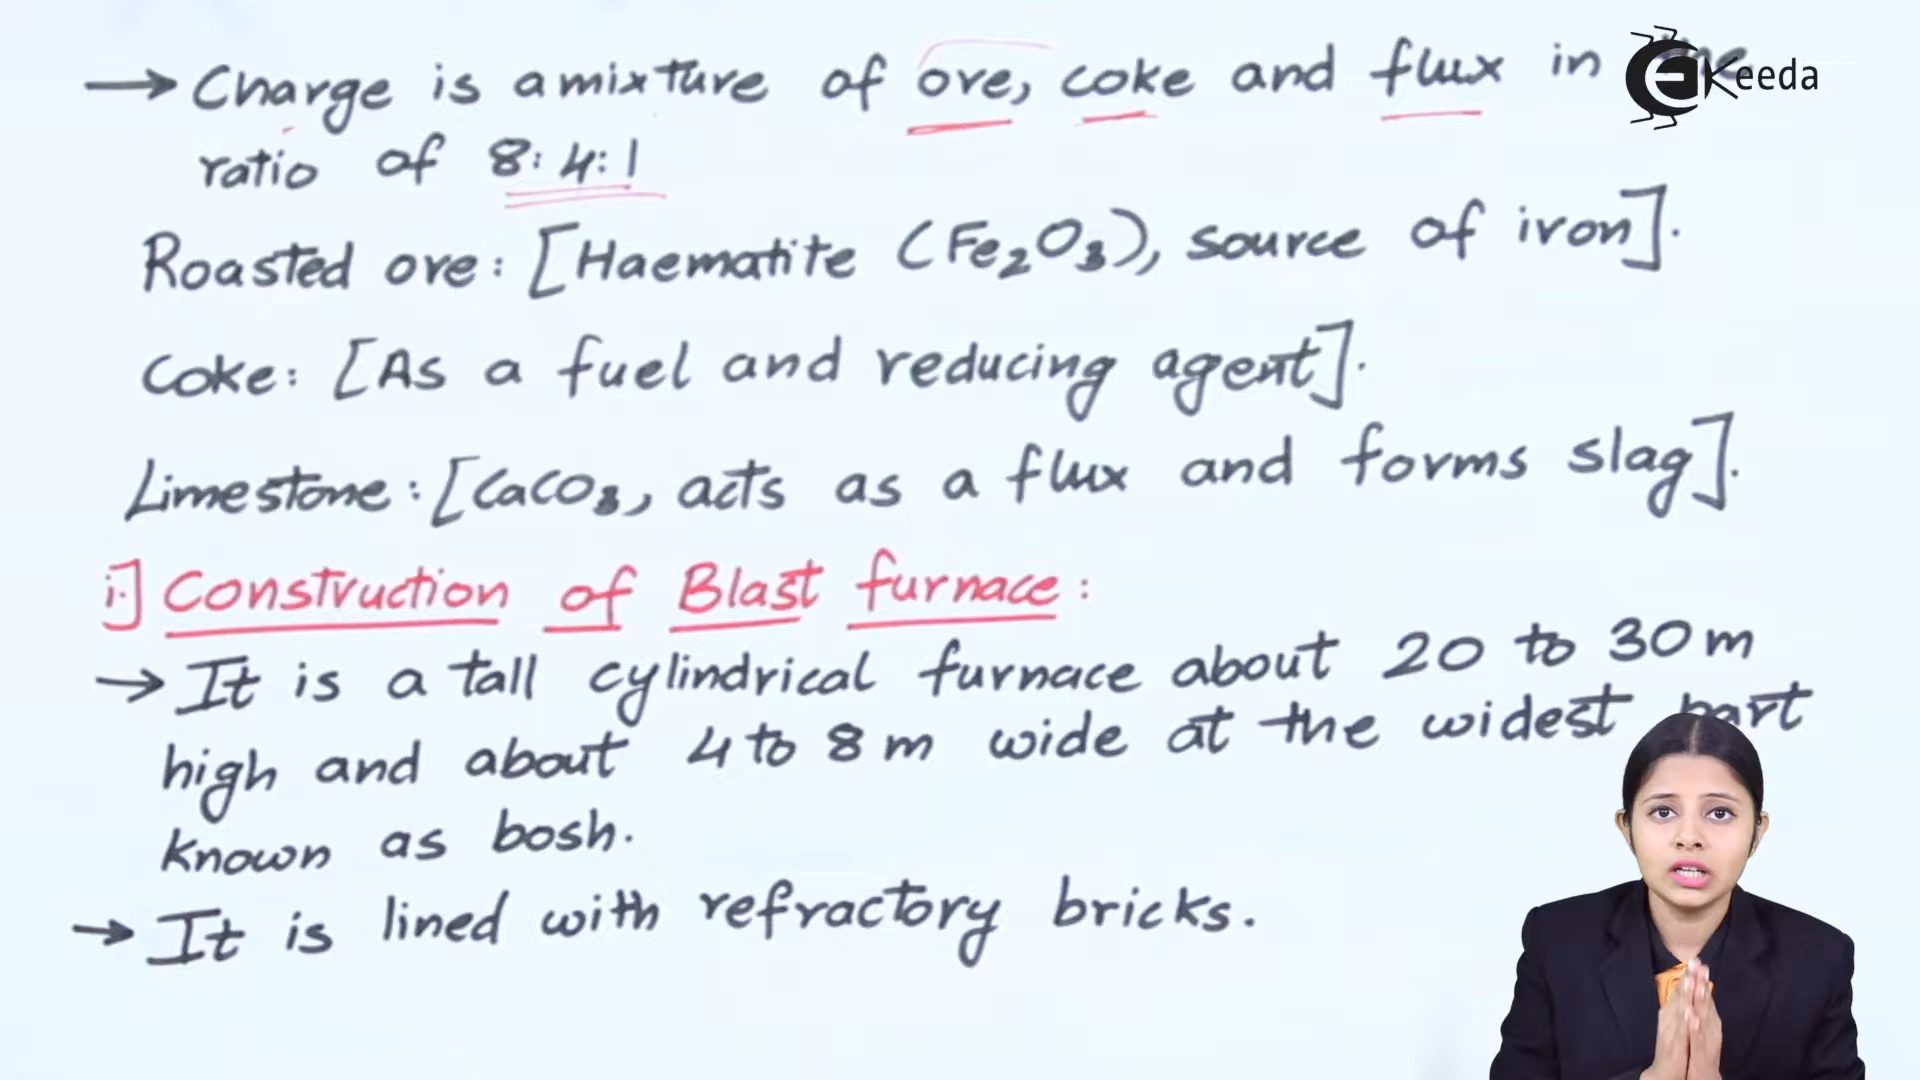 → Charge is a mixture of ore, coke and flux in the
ratio of 8:4:1
Roasted ore: [Haematite (Fe₂O₃), source of iron].
Coke: [As a fuel and reducing agent].
Limestone: [CaCO₃, acts as a flux and forms slag].
i.] Construction of Blast furnace:
→ It is a tall cylindrical furnace about 20 to 30m
high and about 4 to 8 m wide at the widest part
known as bosh.
→ It is lined with refractory bricks.
eKeeda